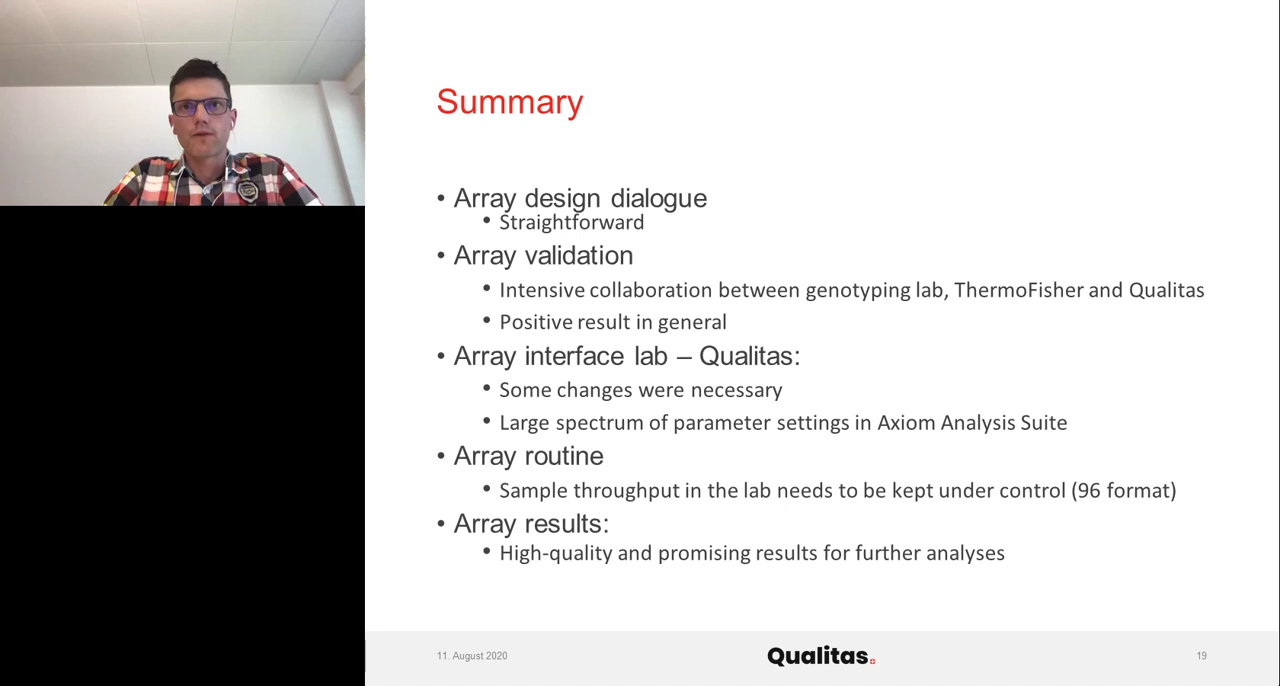 Summary
• Array design dialogue
• Straightforward
• Array validation
• Intensive collaboration between genotyping lab, ThermoFisher and Qualitas
• Positive result in general
• Array interface lab – Qualitas:
• Some changes were necessary
• Large spectrum of parameter settings in Axiom Analysis Suite
• Array routine
• Sample throughput in the lab needs to be kept under control (96 format)
• Array results:
• High-quality and promising results for further analyses
11. August 2020
Qualitas.
19